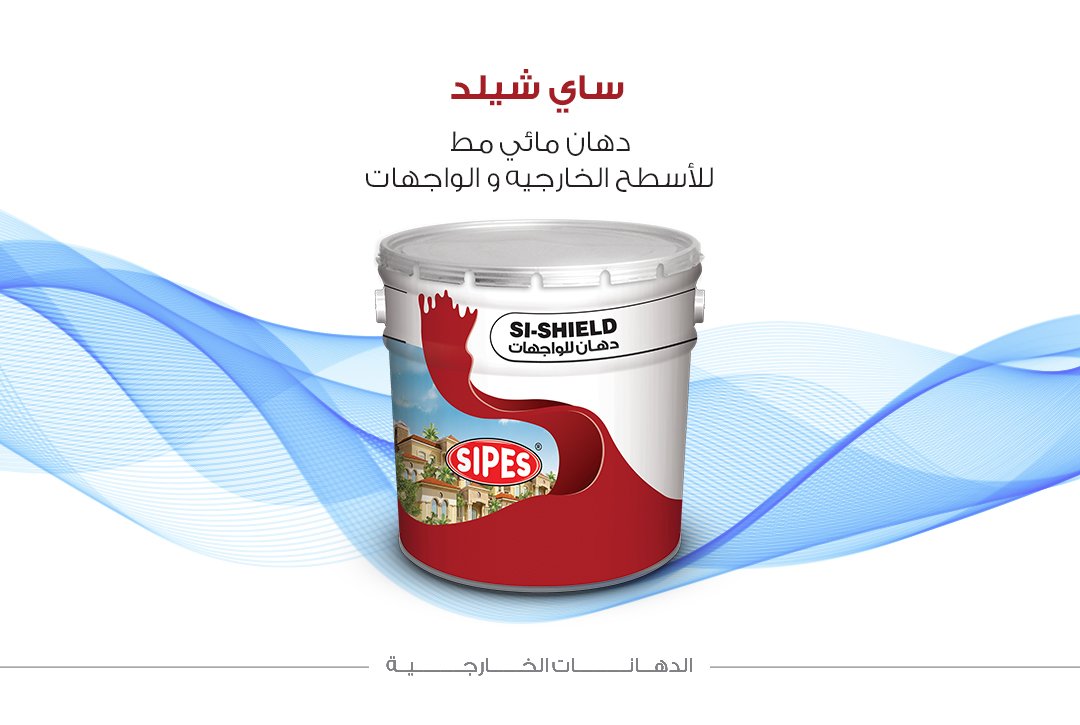 ساي شيلد
دهان مائي مط
للأسطح الخارجيه و الواجهات
SI-SHIELD
دهان للواجهات
SIPES®
الدهانات الخارجية